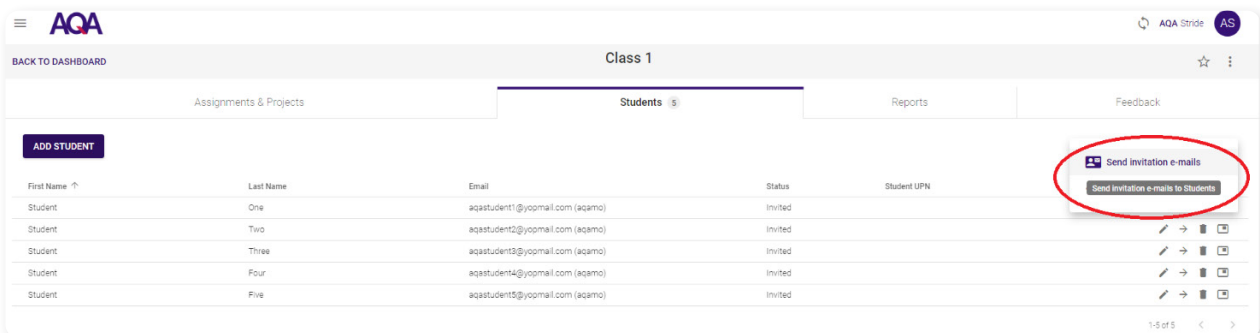 AQA
AQA Stride AS
BACK TO DASHBOARD
Class 1
Assignments & Projects
Students 5
Reports
Feedback
ADD STUDENT
Send invitation e-mails
Send invitation e-mails to Students
First Name Last Name Email Status Student UPN
Student One aqastudent1@yopmail.com (aqamo) Invited
Student Two aqastudent2@yopmail.com (aqamo) Invited
Student Three aqastudent3@yopmail.com (aqamo) Invited
Student Four aqastudent4@yopmail.com (aqamo) Invited
Student Five aqastudent5@yopmail.com (aqamo) Invited
1-5 of 5